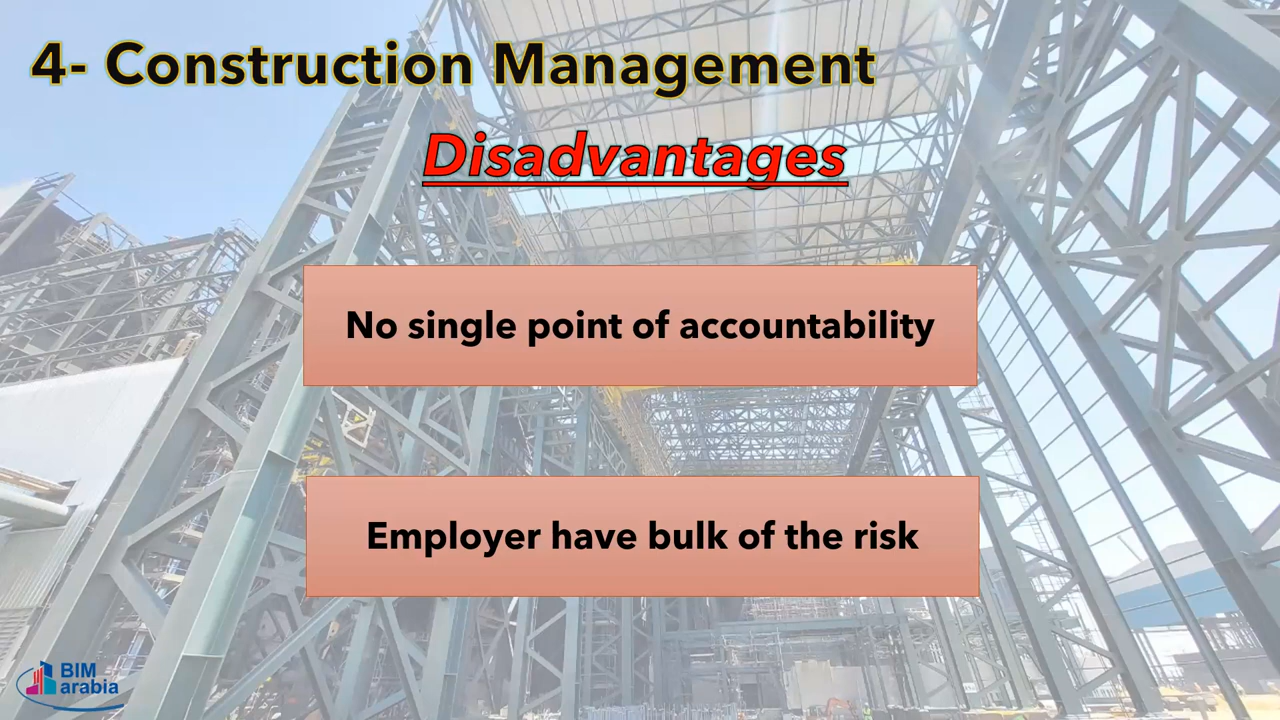 4- Construction Management
Disadvantages
No single point of accountability
Employer have bulk of the risk
BIM
arabia